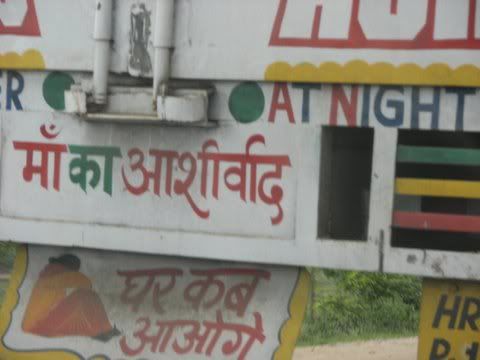 AT NIGHT
माँ का आशीर्वाद
घर कब
आओगे
HR